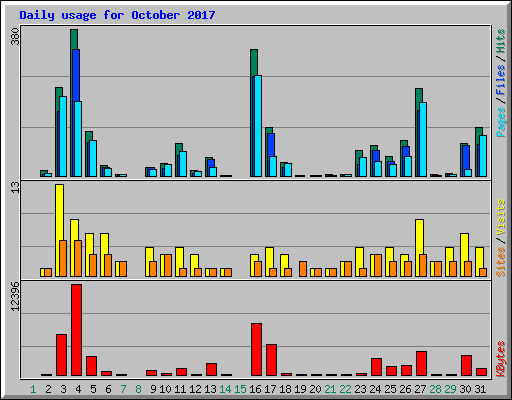 Daily usage for October 2017
380
Pages/Files/Hits
13
Sites/Visits
12396
KBytes
1 2 3 4 5 6 7 8 9 10 11 12 13 14 15 16 17 18 19 20 21 22 23 24 25 26 27 28 29 30 31